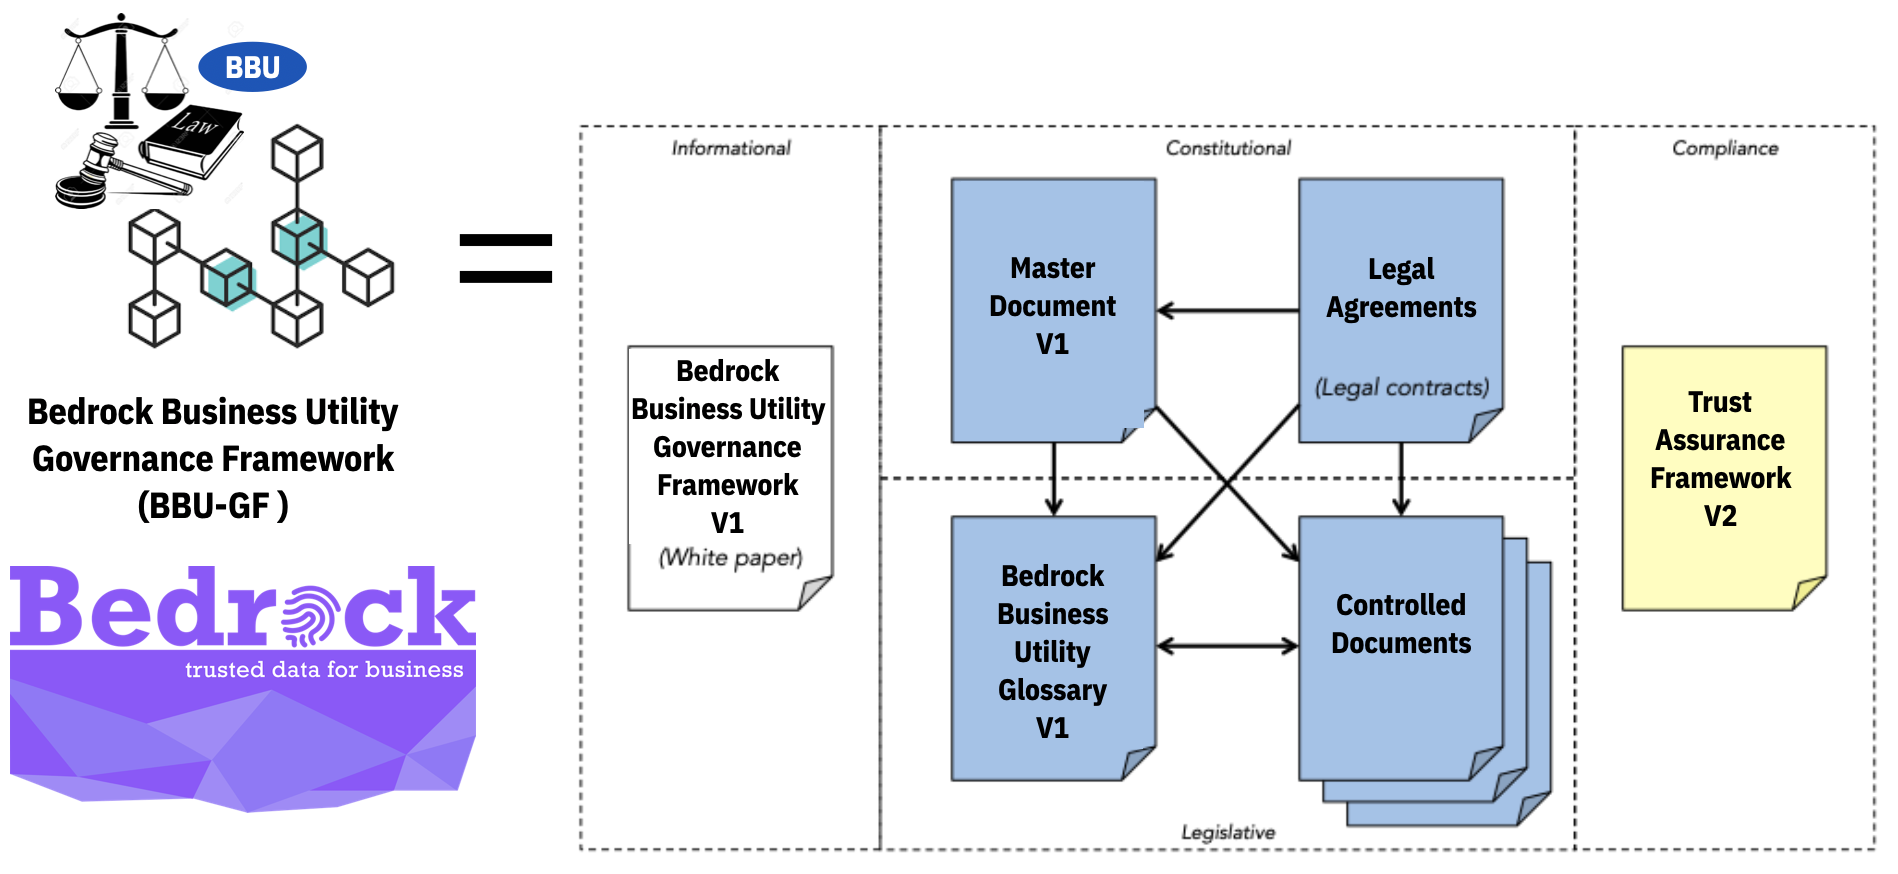 BBU
Law
Bedrock Business Utility
Governance Framework
(BBU-GF )
Bedrock
trusted data for business
Informational
Bedrock
Business Utility
Governance
Framework
V1
(White paper)
Constitutional
Master
Document
V1
Legal
Agreements
(Legal contracts)
Bedrock
Business
Utility
Glossary
V1
Controlled
Documents
Legislative
Compliance
Trust
Assurance
Framework
V2